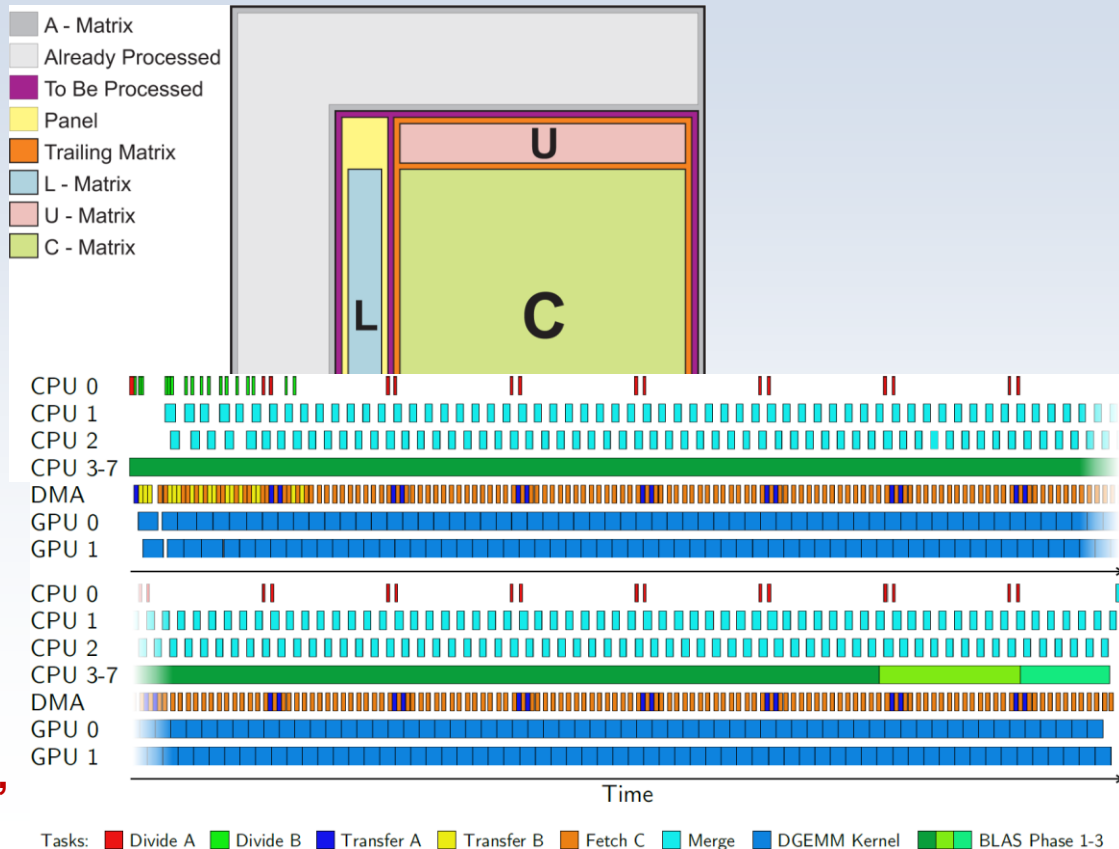 A - Matrix
Already Processed
To Be Processed
Panel
Trailing Matrix
L - Matrix
U - Matrix
C - Matrix
U
L
C
CPU 0
CPU 1
CPU 2
CPU 3-7
DMA
GPU 0
GPU 1
CPU 0
CPU 1
CPU 2
CPU 3-7
DMA
GPU 0
GPU 1
Time
Tasks: Divide A Divide B Transfer A Transfer B Fetch C Merge DGEMM Kernel BLAS Phase 1-3